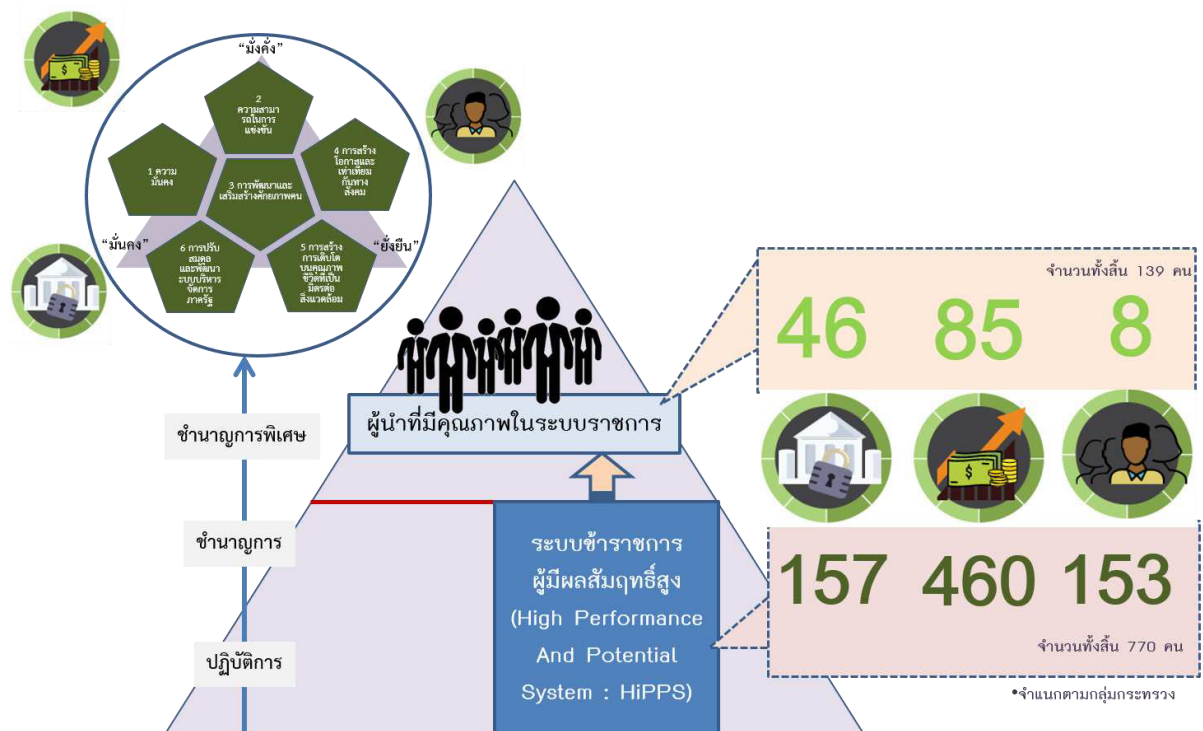 “มั่งคั่ง”
2
ความสามา
รถในการ
แข่งขัน
1 ความ
มั่นคง
3 การพัฒนาและ
เสริมสร้างศักยภาพคน
4 การสร้าง
โอกาสและ
เท่าเทียม
กันทาง
สังคม
“มั่นคง”
“ยั่งยืน”
6 การปรับ
สมดุล
และพัฒนา
ระบบบริหาร
จัดการ
ภาครัฐ
5 การสร้าง
การเติบโต
บนคุณภาพ
ชีวิตที่เป็น
มิตรต่อ
สิ่งแวดล้อม
จำนวนทั้งสิ้น 139 คน
46 85 8
ผู้นำที่มีคุณภาพในระบบราชการ
ชำนาญการพิเศษ
ชำนาญการ
ปฏิบัติการ
ระบบข้าราชการ
ผู้มีผลสัมฤทธิ์สูง
(High Performance
And Potential
System : HiPPS)
157 460 153
จำนวนทั้งสิ้น 770 คน
•จำแนกตามกลุ่มกระทรวง